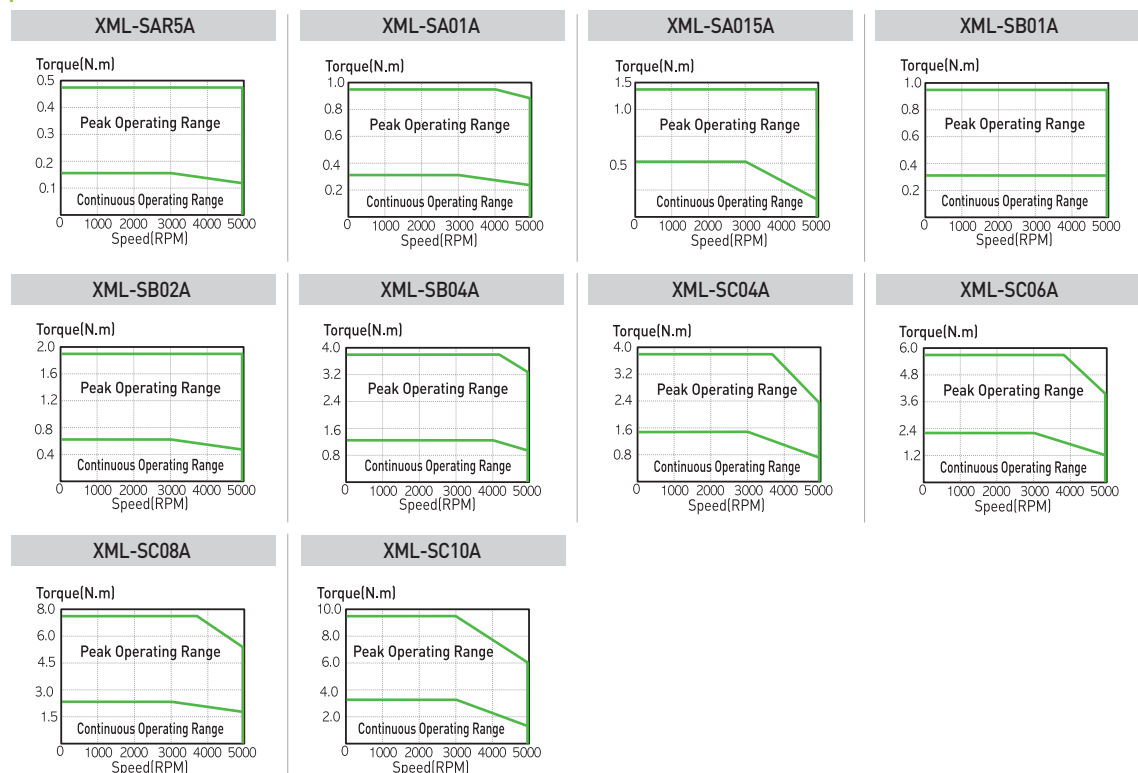 XML-SAR5A
Torque(N.m)
0.5
0.4
0.3
0.2
0.1
Peak Operating Range
Continuous Operating Range
0 1000 2000 3000 4000 5000
Speed(RPM)
XML-SA01A
Torque(N.m)
1.0
0.8
0.6
0.4
0.2
Peak Operating Range
Continuous Operating Range
0 1000 2000 3000 4000 5000
Speed(RPM)
XML-SA015A
Torque(N.m)
1.5
1.0
0.5
Peak Operating Range
Continuous Operating Range
0 1000 2000 3000 4000 5000
Speed(RPM)
XML-SB01A
Torque(N.m)
1.0
0.8
0.6
0.4
0.2
Peak Operating Range
Continuous Operating Range
0 1000 2000 3000 4000 5000
Speed(RPM)
XML-SB02A
Torque(N.m)
2.0
1.6
1.2
0.8
0.4
Peak Operating Range
Continuous Operating Range
0 1000 2000 3000 4000 5000
Speed(RPM)
XML-SB04A
Torque(N.m)
4.0
3.2
2.4
1.6
0.8
Peak Operating Range
Continuous Operating Range
0 1000 2000 3000 4000 5000
Speed(RPM)
XML-SC04A
Torque(N.m)
4.0
3.2
2.4
1.6
0.8
Peak Operating Range
Continuous Operating Range
0 1000 2000 3000 4000 5000
Speed(RPM)
XML-SC06A
Torque(N.m)
6.0
4.8
3.6
2.4
1.2
Peak Operating Range
Continuous Operating Range
0 1000 2000 3000 4000 5000
Speed(RPM)
XML-SC08A
Torque(N.m)
8.0
6.0
4.5
3.0
1.5
Peak Operating Range
Continuous Operating Range
0 1000 2000 3000 4000 5000
Speed(RPM)
XML-SC10A
Torque(N.m)
10.0
8.0
6.0
4.0
2.0
Peak Operating Range
Continuous Operating Range
0 1000 2000 3000 4000 5000
Speed(RPM)